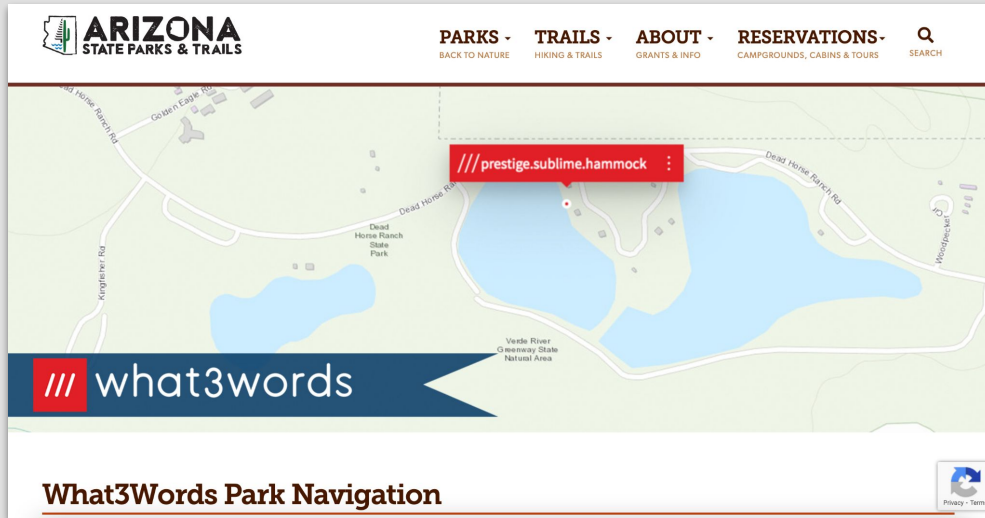 ARIZONA
STATE PARKS & TRAILS
PARKS
BACK TO NATURE
TRAILS
HIKING & TRAILS
ABOUT
GRANTS & INFO
RESERVATIONS
CAMPGROUNDS, CABINS & TOURS
SEARCH
Dead Horse Ranch Rd
Golden Eagle Rd
///prestige.sublime.hammock
Dead Horse Ra
Dead Horse Ranch Rd
Dead
Horse Ranch
State
Park
Kingfisher Rd
Woodpecker Cir
Verde River
Greenway State
Natural Area
/// what3words
What3Words Park Navigation
Privacy - Term